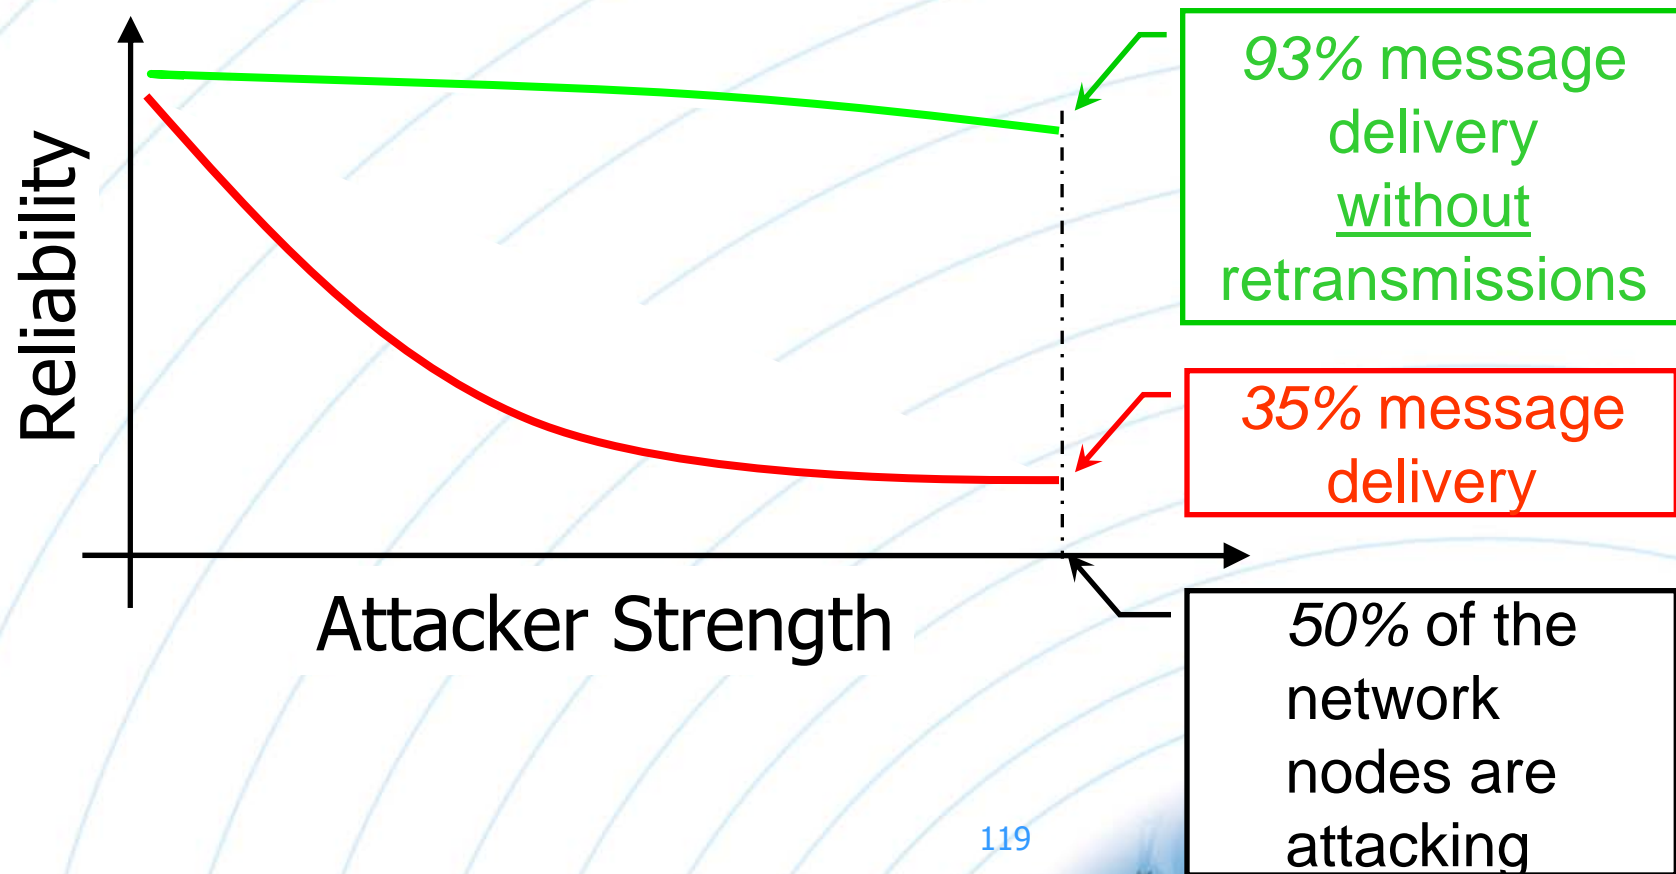 Reliability
93% message
delivery
without
retransmissions
35% message
delivery
Attacker Strength
50% of the
network
nodes are
attacking
119